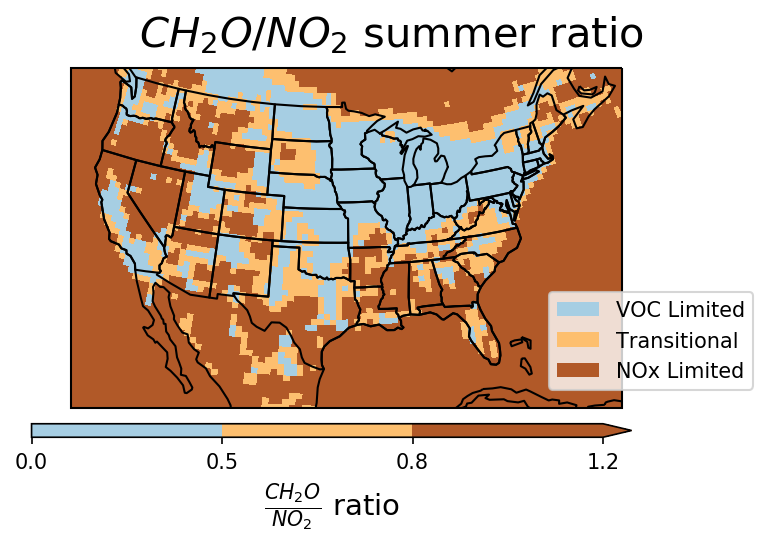 CH₂O/NO₂ summer ratio
VOC Limited
Transitional
NOx Limited
0.0 0.5 0.8 1.2
CH₂O/NO₂ ratio